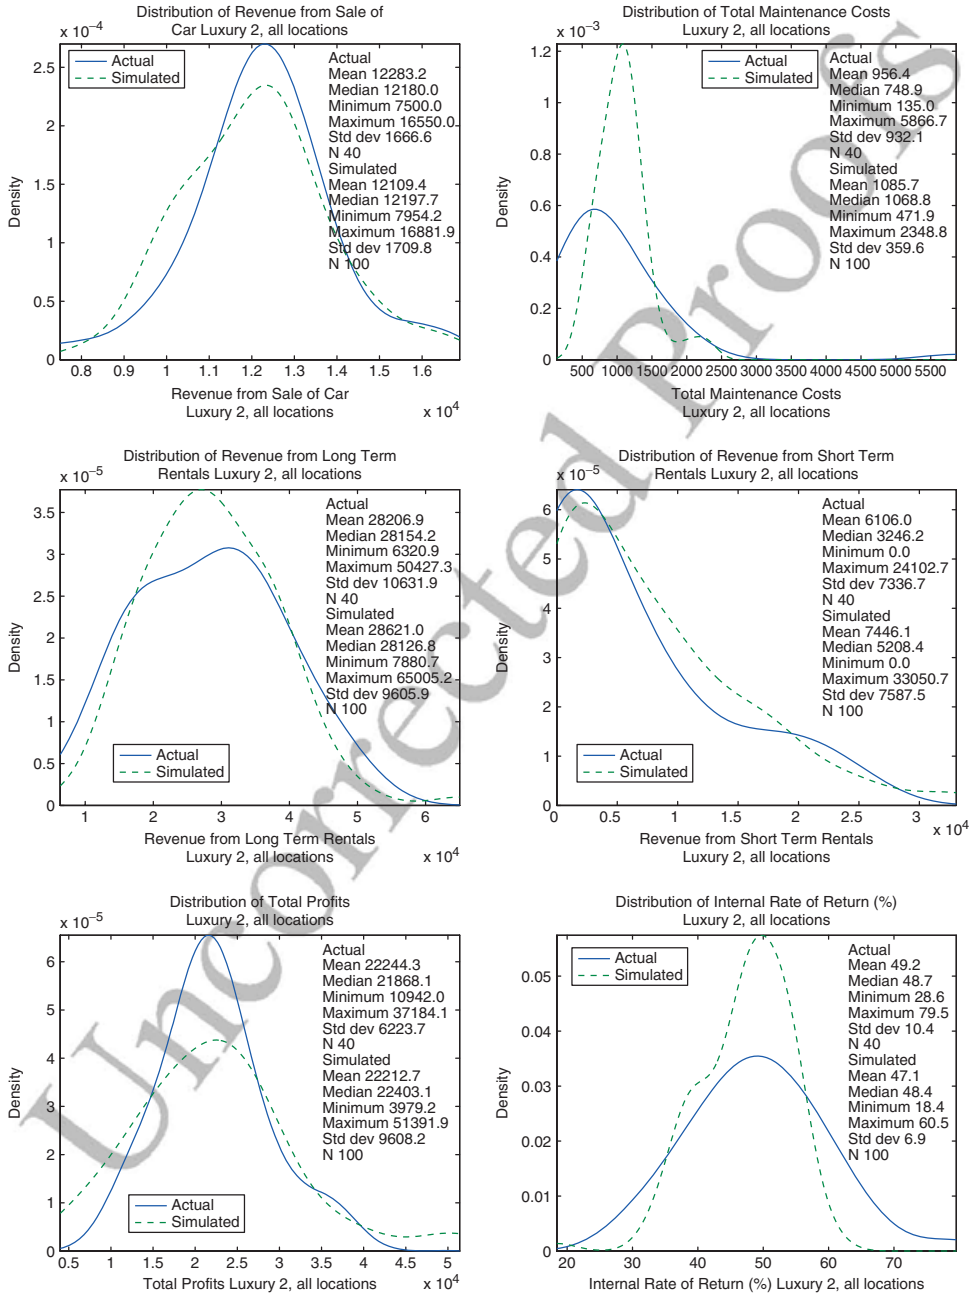 Distribution of Revenue from Sale of
Car Luxury 2, all locations
x 10⁻⁴
2.5
2
1.5
1
0.5
0
Density
Actual
Simulated
Actual
Mean 12283.2
Median 12180.0
Minimum 7500.0
Maximum 16550.0
Std dev 1666.6
N 40
Simulated
Mean 12109.4
Median 12197.7
Minimum 7954.2
Maximum 16881.9
Std dev 1709.8
N 100
0.8 0.9 1.0 1.1 1.2 1.3 1.4 1.5 1.6
Revenue from Sale of Car
Luxury 2, all locations
x 10⁴
Distribution of Total Maintenance Costs
Luxury 2, all locations
x 10⁻³
1.2
1.0
0.8
0.6
0.4
0.2
0
Density
Actual
Simulated
Actual
Mean 956.4
Median 748.9
Minimum 135.0
Maximum 5866.7
Std dev 932.1
N 40
Simulated
Mean 1085.7
Median 1068.8
Minimum 471.9
Maximum 2348.8
Std dev 359.6
N 100
500 1000 1500 2000 2500 3000 3500 4000 4500 5000 5500
Total Maintenance Costs
Luxury 2, all locations
Distribution of Revenue from Long Term
Rentals Luxury 2, all locations
x 10⁻⁵
3.5
3
2.5
2
1.5
1
0.5
0
Density
Actual
Mean 28206.9
Median 28154.2
Minimum 6320.9
Maximum 50427.3
Std dev 10631.9
N 40
Simulated
Mean 28621.0
Median 28126.8
Minimum 7880.7
Maximum 65005.2
Std dev 9605.9
N 100
Actual
Simulated
1 2 3 4 5 6
Revenue from Long Term Rentals
Luxury 2, all locations
x 10⁴
Distribution of Revenue from Short Term
Rentals Luxury 2, all locations
x 10⁻⁵
6
5
4
3
2
1
0
Density
Actual
Mean 6106.0
Median 3246.2
Minimum 0.0
Maximum 24102.7
Std dev 7336.7
N 40
Simulated
Mean 7446.1
Median 5208.4
Minimum 0.0
Maximum 33050.7
Std dev 7587.5
N 100
Actual
Simulated
0 0.5 1 1.5 2 2.5 3
Revenue from Short Term Rentals
Luxury 2, all locations
x 10⁴
Distribution of Total Profits
Luxury 2, all locations
x 10⁻⁵
6
5
4
3
2
1
0
Density
Actual
Mean 22244.3
Median 21868.1
Minimum 10942.0
Maximum 37184.1
Std dev 6223.7
N 40
Simulated
Mean 22212.7
Median 22403.1
Minimum 3979.2
Maximum 51391.9
Std dev 9608.2
N 100
Actual
Simulated
0.5 1 1.5 2 2.5 3 3.5 4 4.5 5
Total Profits Luxury 2, all locations
x 10⁴
Distribution of Internal Rate of Return (%)
Luxury 2, all locations
0.05
0.04
0.03
0.02
0.01
0
Density
Actual
Simulated
Actual
Mean 49.2
Median 48.7
Minimum 28.6
Maximum 79.5
Std dev 10.4
N 40
Simulated
Mean 47.1
Median 48.4
Minimum 18.4
Maximum 60.5
Std dev 6.9
N 100
20 30 40 50 60 70
Internal Rate of Return (%) Luxury 2, all locations
Uncorrected Proofs